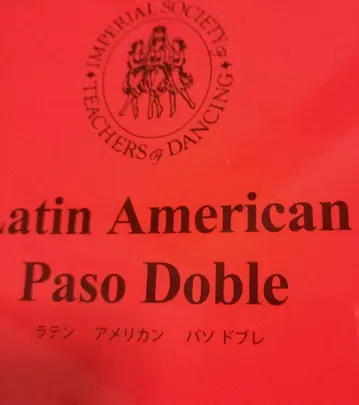 IMPERIAL SOCIETY of
TEACHERS of DANCING
Latin American
Paso Doble
ラテン アメリカン パソ ドブレ